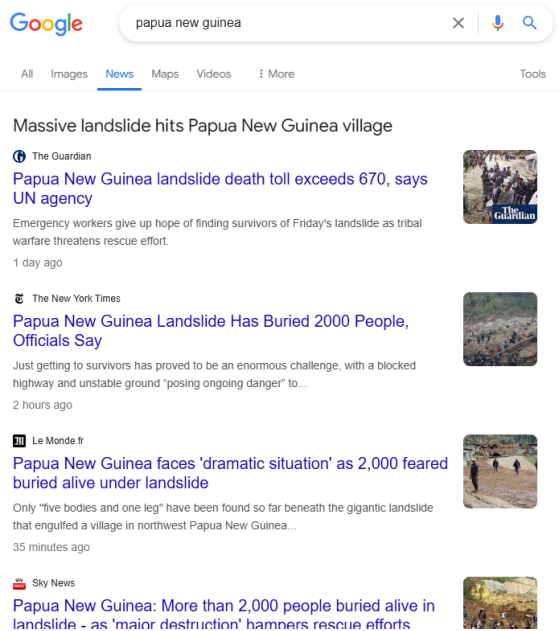 Google
papua new guinea
All Images News Maps Videos More Tools
Massive landslide hits Papua New Guinea village
The Guardian
Papua New Guinea landslide death toll exceeds 670, says
UN agency
Emergency workers give up hope of finding survivors of Friday's landslide as tribal
warfare threatens rescue effort.
1 day ago
The
Guardian
The New York Times
Papua New Guinea Landslide Has Buried 2000 People,
Officials Say
Just getting to survivors has proved to be an enormous challenge, with a blocked
highway and unstable ground “posing ongoing danger” to...
2 hours ago
Le Monde.fr
Papua New Guinea faces 'dramatic situation' as 2,000 feared
buried alive under landslide
Only "five bodies and one leg" have been found so far beneath the gigantic landslide
that engulfed a village in northwest Papua New Guinea...
35 minutes ago
sky
Sky News
Papua New Guinea: More than 2,000 people buried alive in
landslide - as 'major destruction' hampers rescue efforts